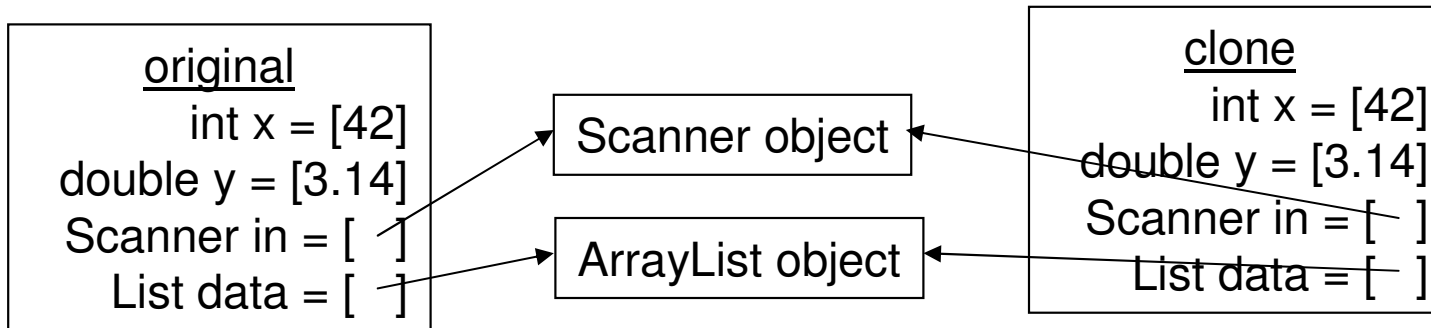 original
int x = [42]
double y = [3.14]
Scanner in = [  ]
List data = [  ]
Scanner object
ArrayList object
clone
int x = [42]
double y = [3.14]
Scanner in = [  ]
List data = [  ]